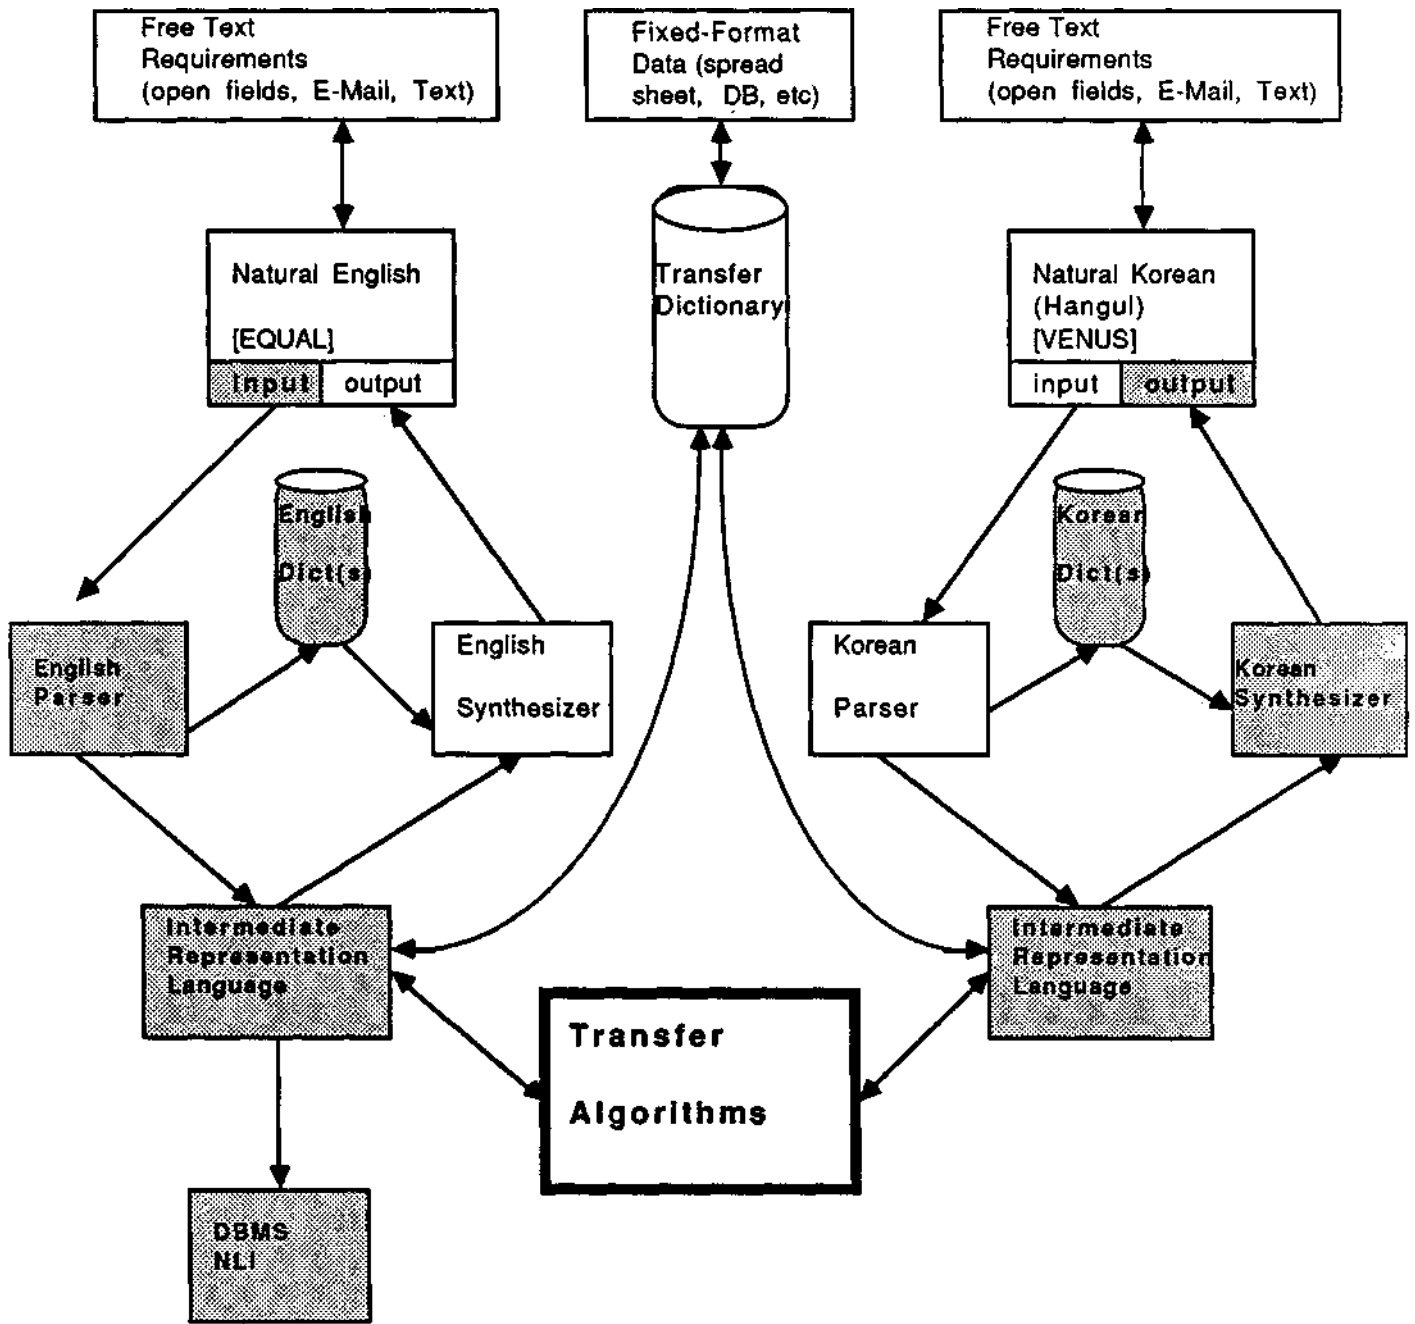 Free Text
Requirements
(open fields, E-Mail, Text)
Fixed-Format
Data (spread
sheet, DB, etc)
Free Text
Requirements
(open fields, E-Mail, Text)
Natural English
[EQUAL]
input output
Transfer
Dictionary
Natural Korean
(Hangul)
[VENUS]
input output
English
Dict(s)
Korean
Dict(s)
English
Parser
English
Synthesizer
Korean
Parser
Korean
Synthesizer
Intermediate
Representation
Language
Intermediate
Representation
Language
Transfer
Algorithms
DBMS
NLI